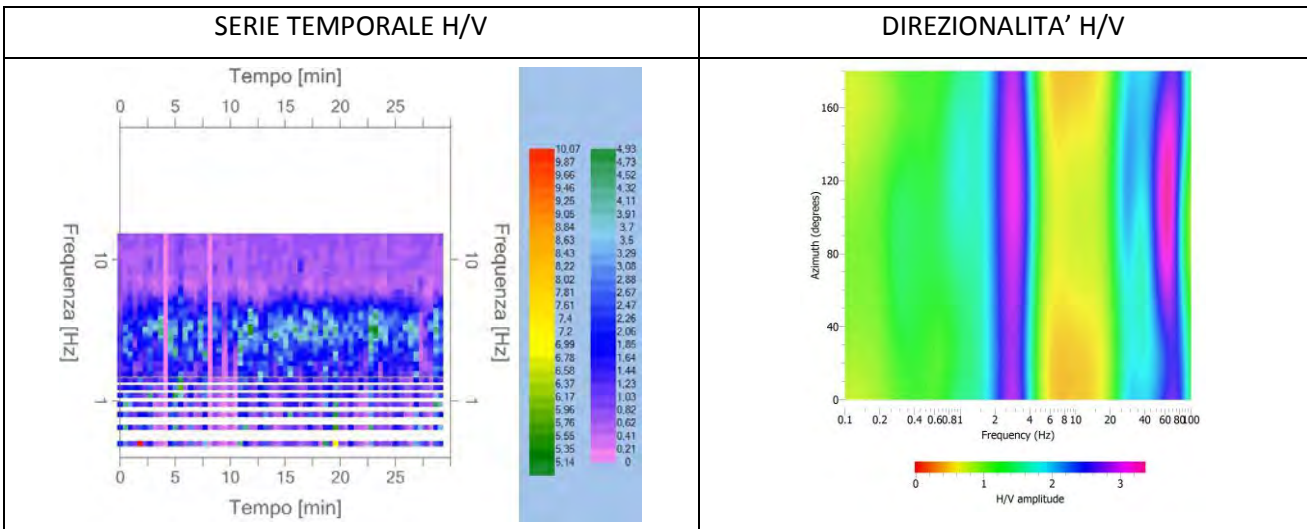 SERIE TEMPORALE H/V
DIREZIONALITA’ H/V
Tempo [min]
0 5 10 15 20 25
Frequenza [Hz]
10
1
10
1
Frequenza [Hz]
0 5 10 15 20 25
Tempo [min]
10,07 4,93
9,87 4,73
9,66 4,52
9,46 4,32
9,25 4,11
9,05 3,91
8,84 3,7
8,63 3,5
8,43 3,29
8,22 3,08
8,02 2,88
7,81 2,67
7,61 2,47
7,4 2,26
7,2 2,06
6,99 1,85
6,78 1,64
6,58 1,44
6,37 1,23
6,17 1,03
5,96 0,82
5,76 0,62
5,55 0,41
5,35 0,21
5,14 0
Azimuth (degrees)
160
120
80
40
0
0.1 0.2 0.4 0.60.81 2 4 6 8 10 20 40 60 80100
Frequency (Hz)
0 1 2 3
H/V amplitude